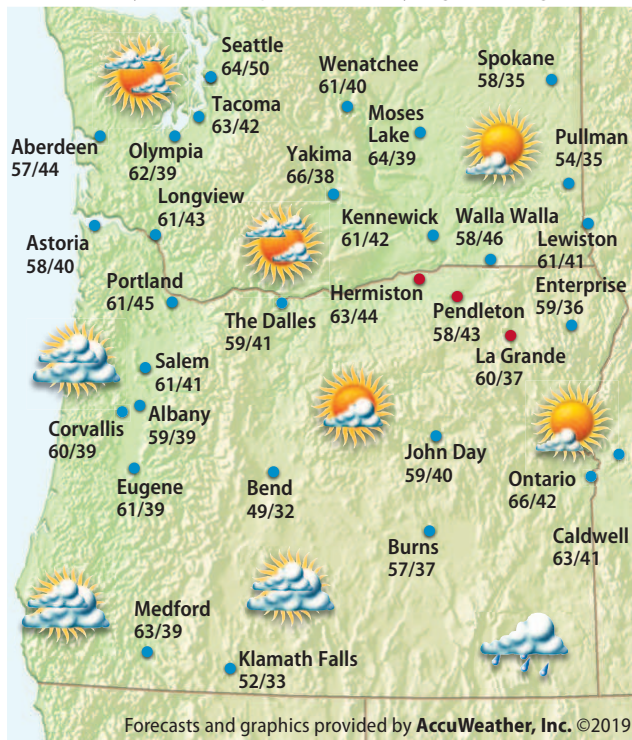 Seattle
64/50
Wenatchee
61/40
Spokane
58/35
Tacoma
63/42
Moses
Lake
64/39
Aberdeen
57/44
Olympia
62/39
Yakima
66/38
Pullman
54/35
Longview
61/43
Kennewick
61/42
Walla Walla
58/46
Lewiston
61/41
Astoria
58/40
Portland
61/45
The Dalles
59/41
Hermiston
63/44
Pendleton
58/43
Enterprise
59/36
La Grande
60/37
Salem
61/41
Albany
59/39
Corvallis
60/39
John Day
59/40
Ontario
66/42
Eugene
61/39
Bend
49/32
Caldwell
63/41
Burns
57/37
Medford
63/39
Klamath Falls
52/33
Forecasts and graphics provided by AccuWeather, Inc. ©2019